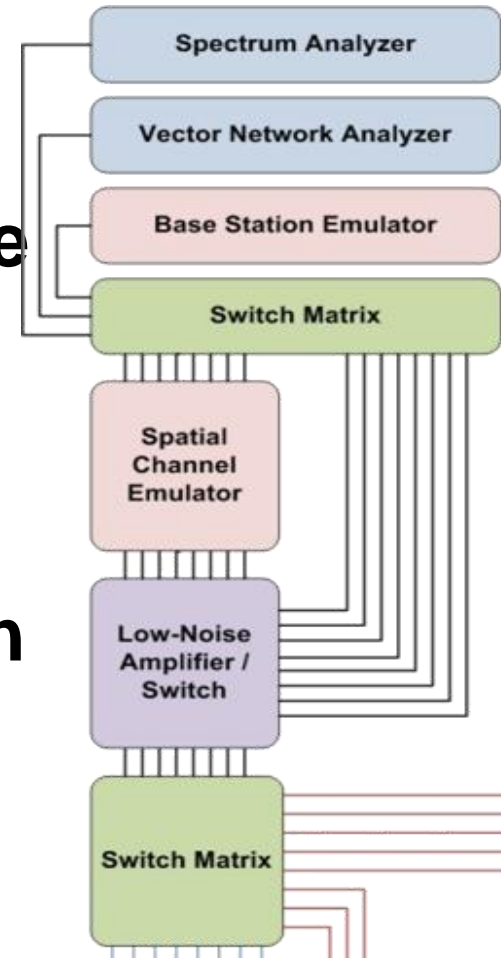 Spectrum Analyzer
Vector Network Analyzer
e
Base Station Emulator
Switch Matrix
Spatial
Channel
Emulator
n
Low-Noise
Amplifier /
Switch
Switch Matrix